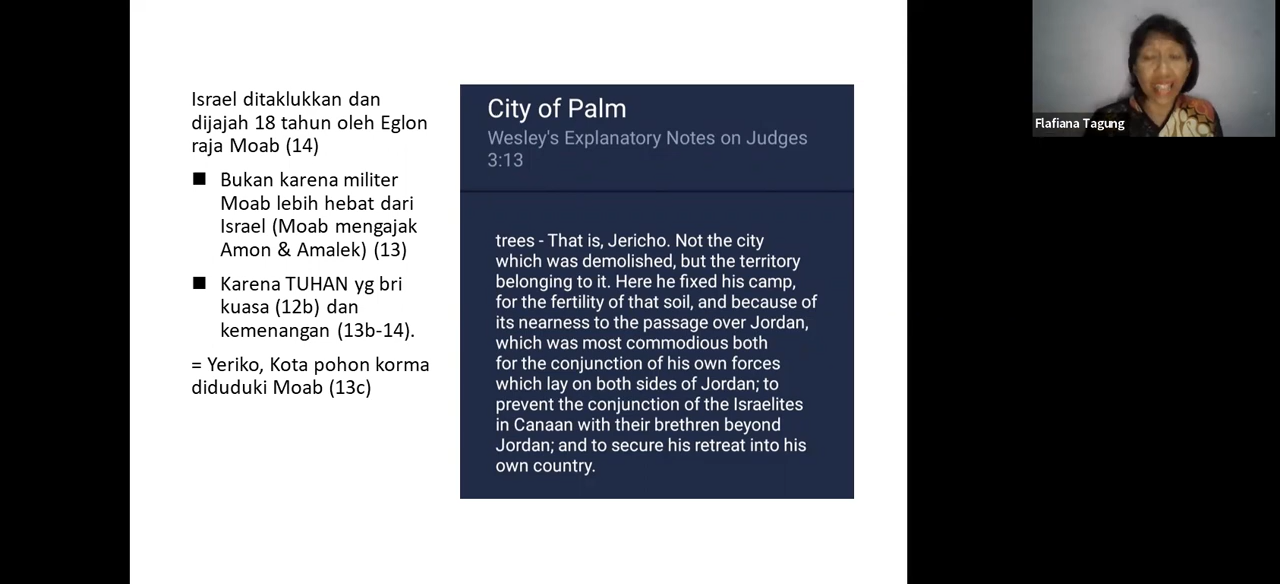 Israel ditaklukkan dan
dijajah 18 tahun oleh Eglon
raja Moab (14)
■ Bukan karena militer
Moab lebih hebat dari
Israel (Moab mengajak
Amon & Amalek) (13)
■ Karena TUHAN yg bri
kuasa (12b) dan
kemenangan (13b-14).
= Yeriko, Kota pohon korma
diduduki Moab (13c)
City of Palm
Wesley's Explanatory Notes on Judges
3:13
trees - That is, Jericho. Not the city
which was demolished, but the territory
belonging to it. Here he fixed his camp,
for the fertility of that soil, and because of
its nearness to the passage over Jordan,
which was most commodious both
for the conjunction of his own forces
which lay on both sides of Jordan; to
prevent the conjunction of the Israelites
in Canaan with their brethren beyond
Jordan; and to secure his retreat into his
own country.
Flafiana Tagung